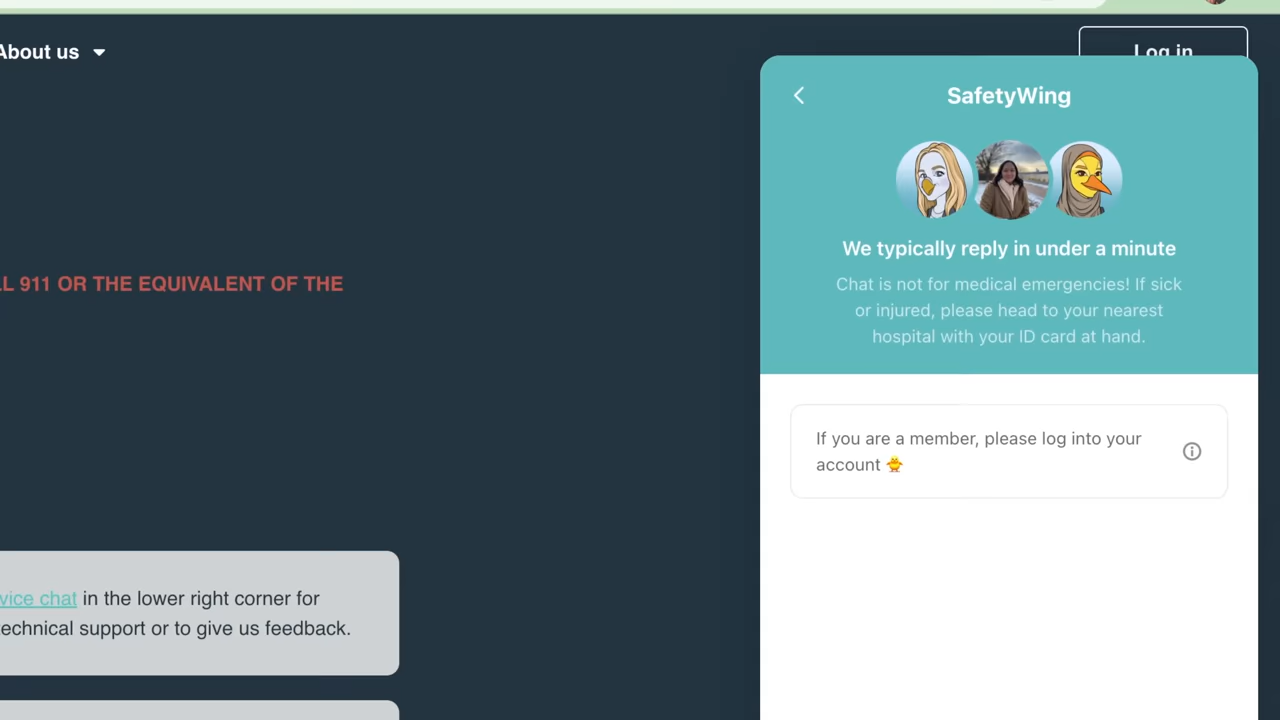 About us
Log in
SafetyWing
We typically reply in under a minute
Chat is not for medical emergencies! If sick
or injured, please head to your nearest
hospital with your ID card at hand.
911 OR THE EQUIVALENT OF THE
If you are a member, please log into your
account 🐥
chat in the lower right corner for
technical support or to give us feedback.